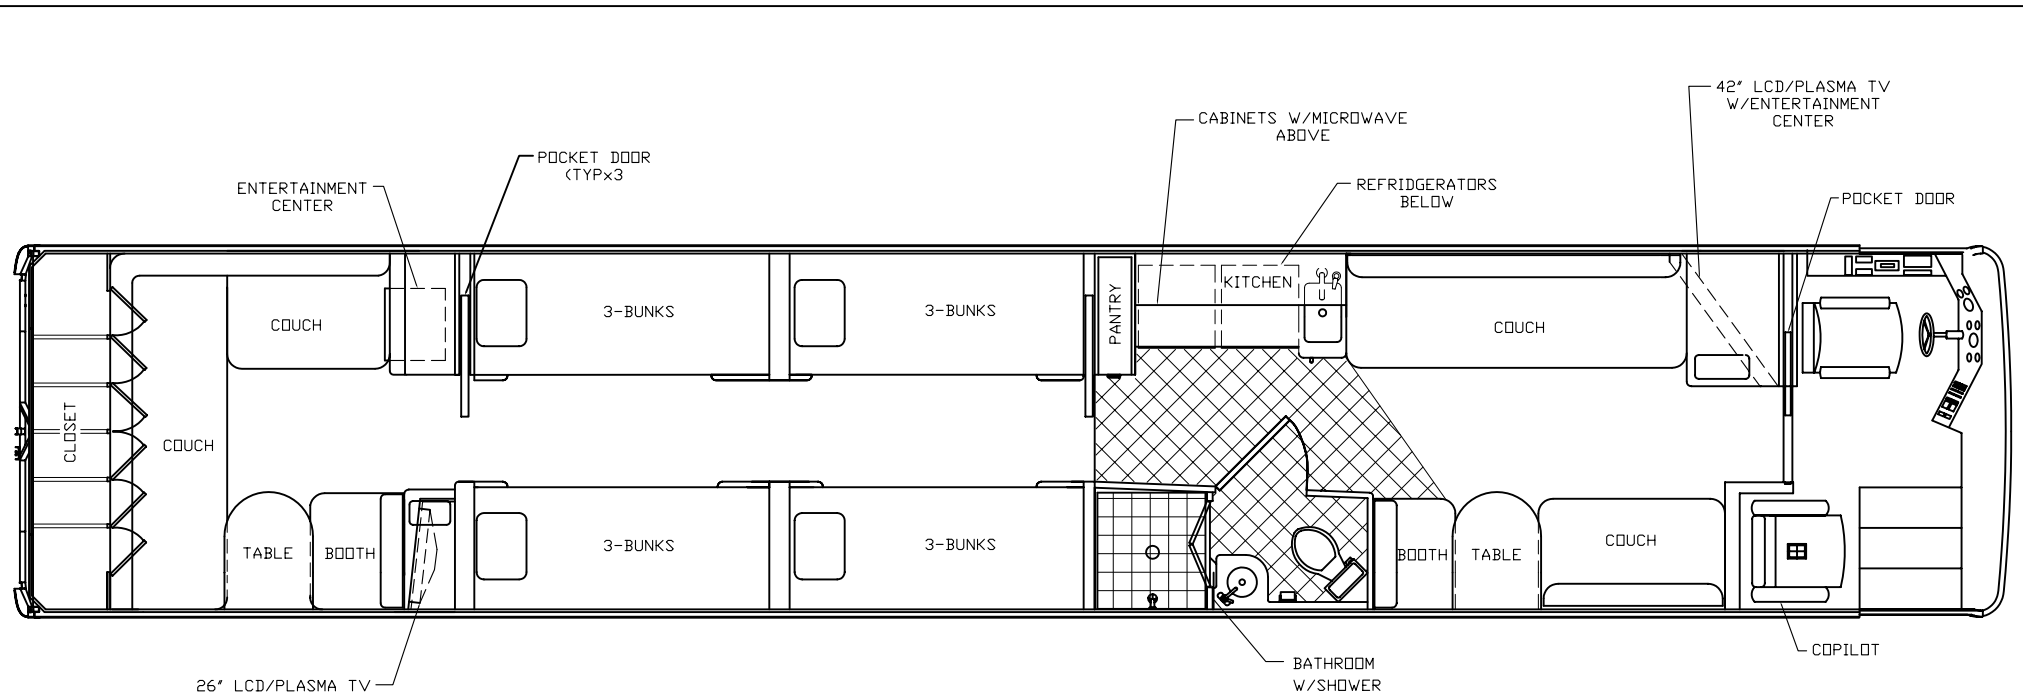 42" LCD/PLASMA TV
W/ENTERTAINMENT
CENTER
CABINETS W/MICROWAVE
ABOVE
POCKET DOOR
(TYPx3
ENTERTAINMENT
CENTER
REFRIDGERATORS
BELOW
POCKET DOOR
COUCH
3-BUNKS
3-BUNKS
PANTRY
KITCHEN
COUCH
CLOSET
COUCH
TABLE
BOOTH
3-BUNKS
3-BUNKS
BOOTH
TABLE
COUCH
26" LCD/PLASMA TV
BATHROOM
W/SHOWER
COPILOT